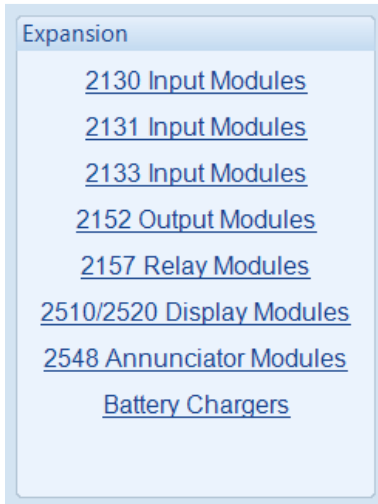 Expansion
2130 Input Modules
2131 Input Modules
2133 Input Modules
2152 Output Modules
2157 Relay Modules
2510/2520 Display Modules
2548 Annunciator Modules
Battery Chargers